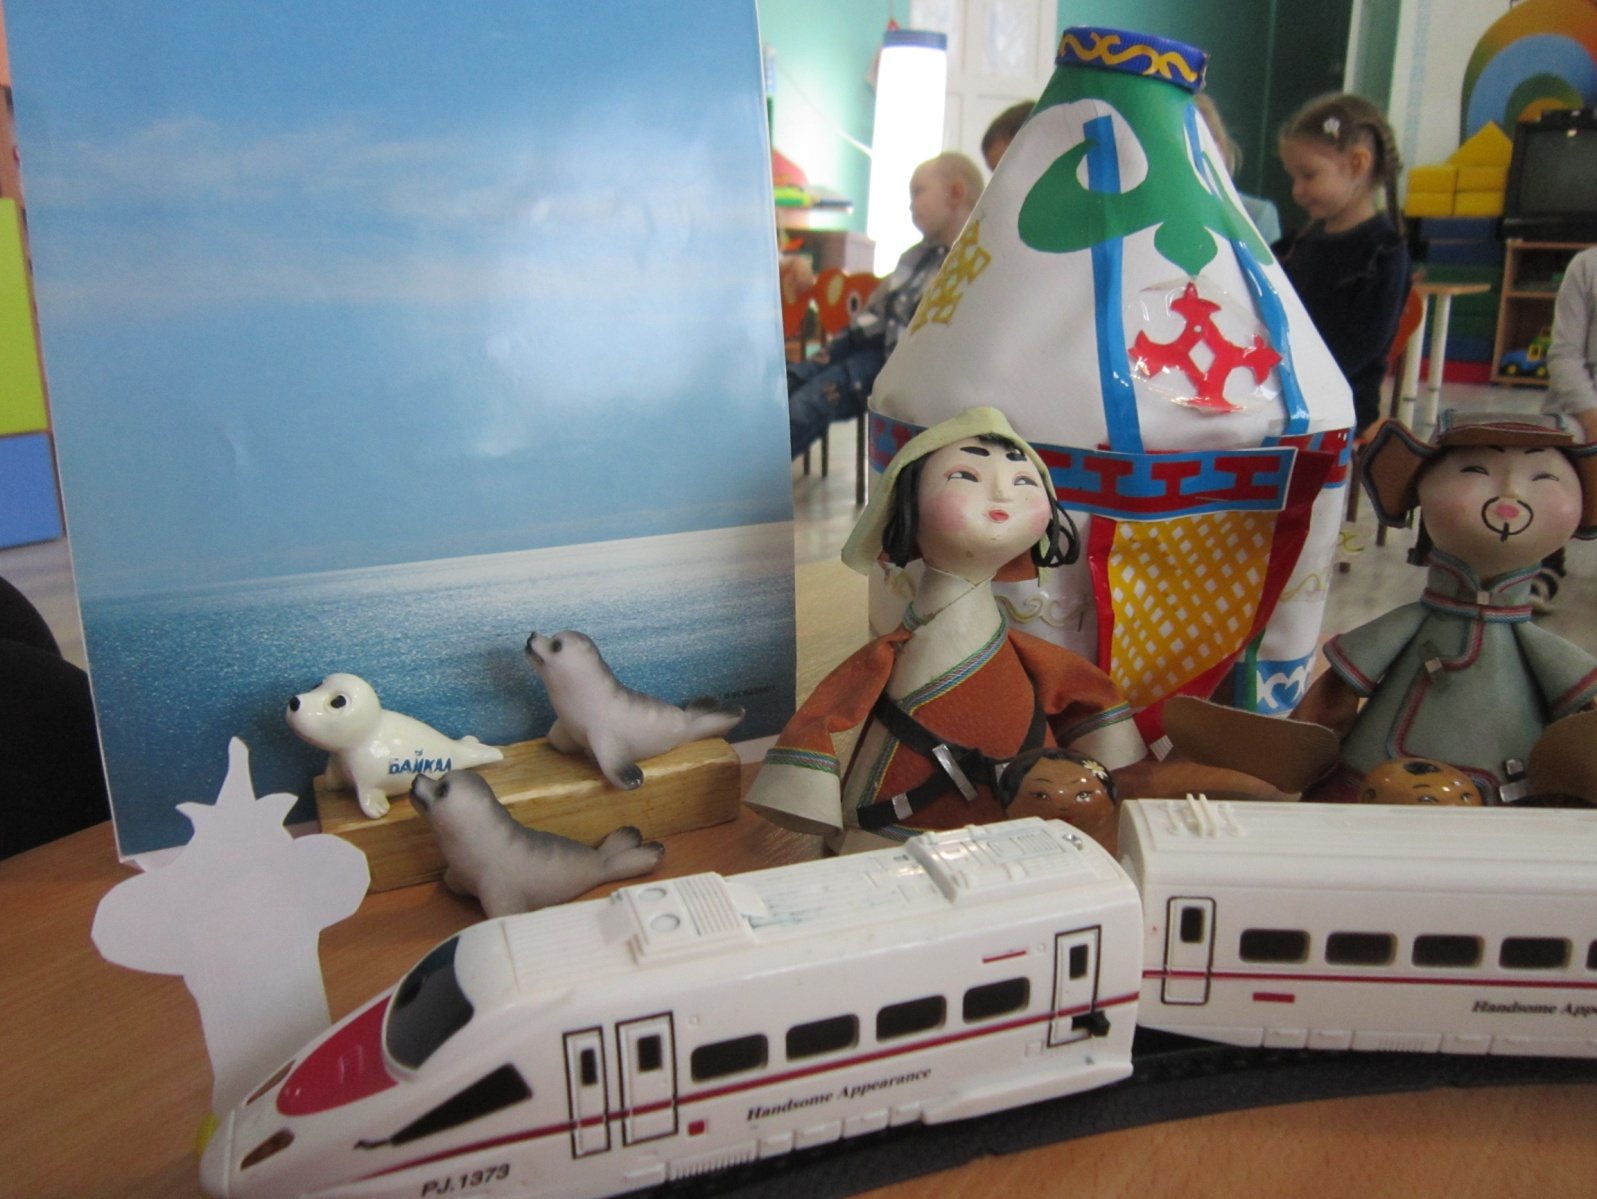 БАЙКАЛ
Handsome Appearance
Handsome Appe
PJ.1373